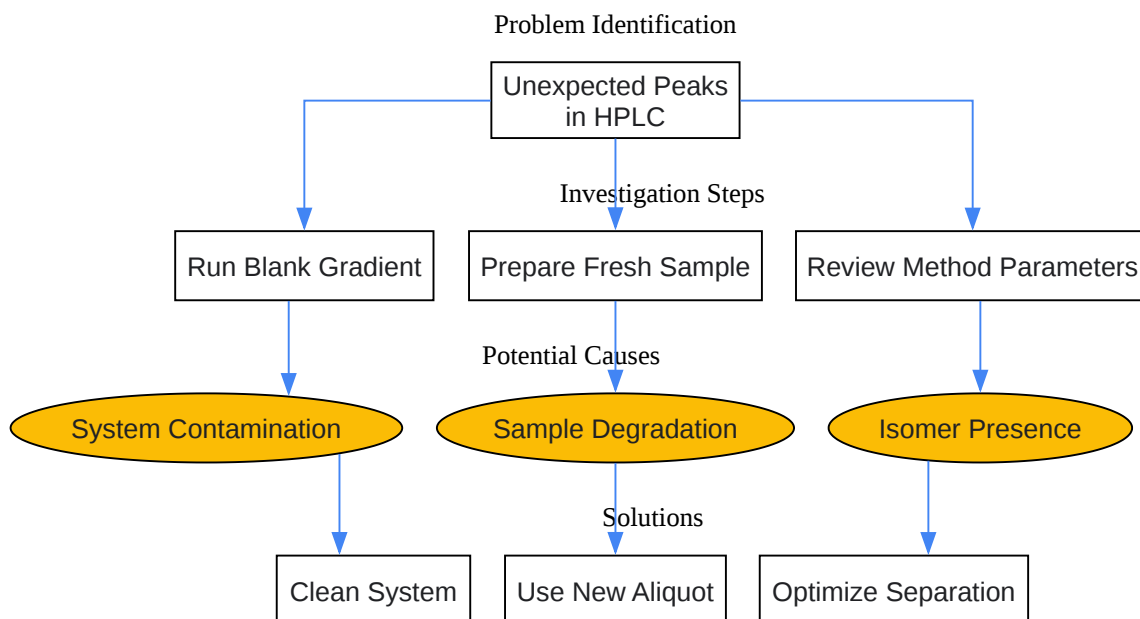 Problem Identification
Unexpected Peaks
in HPLC
Investigation Steps
Run Blank Gradient
Prepare Fresh Sample
Review Method Parameters
Potential Causes
System Contamination
Sample Degradation
Isomer Presence
Solutions
Clean System
Use New Aliquot
Optimize Separation